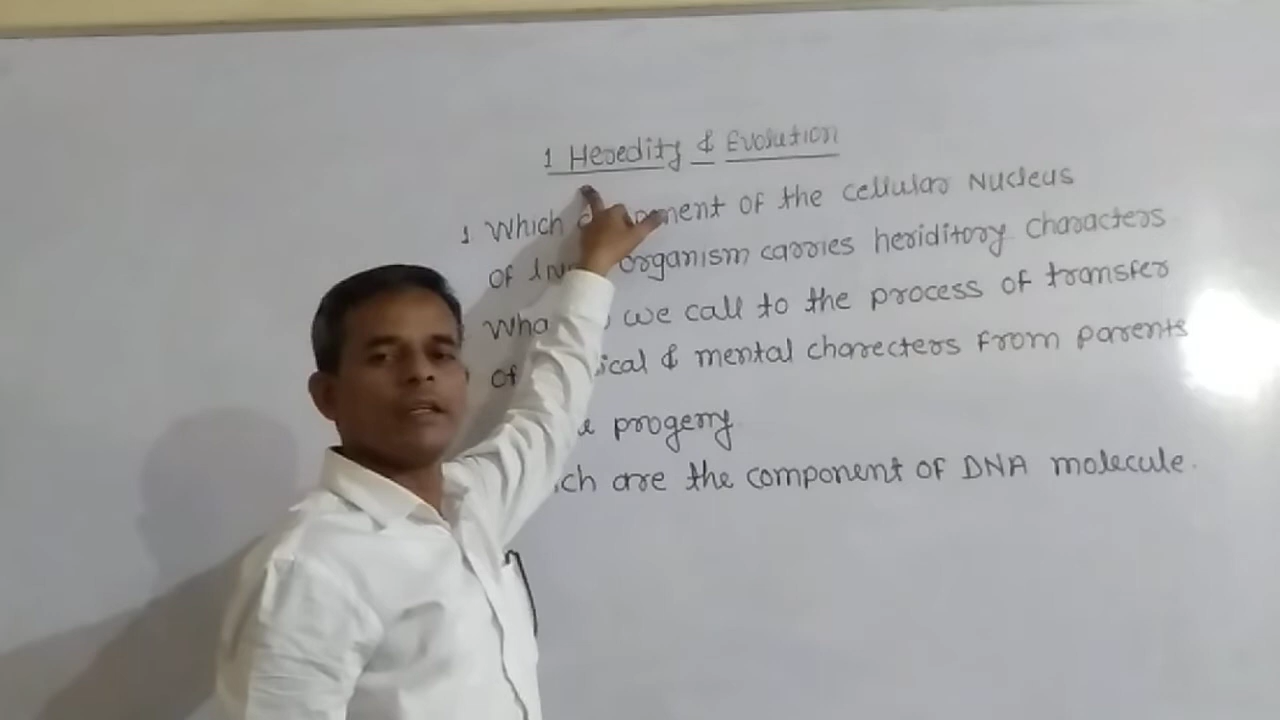 1 Heredity & Evolution
1 Which component of the cellular Nucleus
of organism carries heriditory characters
we call to the process of transfer
of & mental charecters from parents
progeny
are the component of DNA molecule.